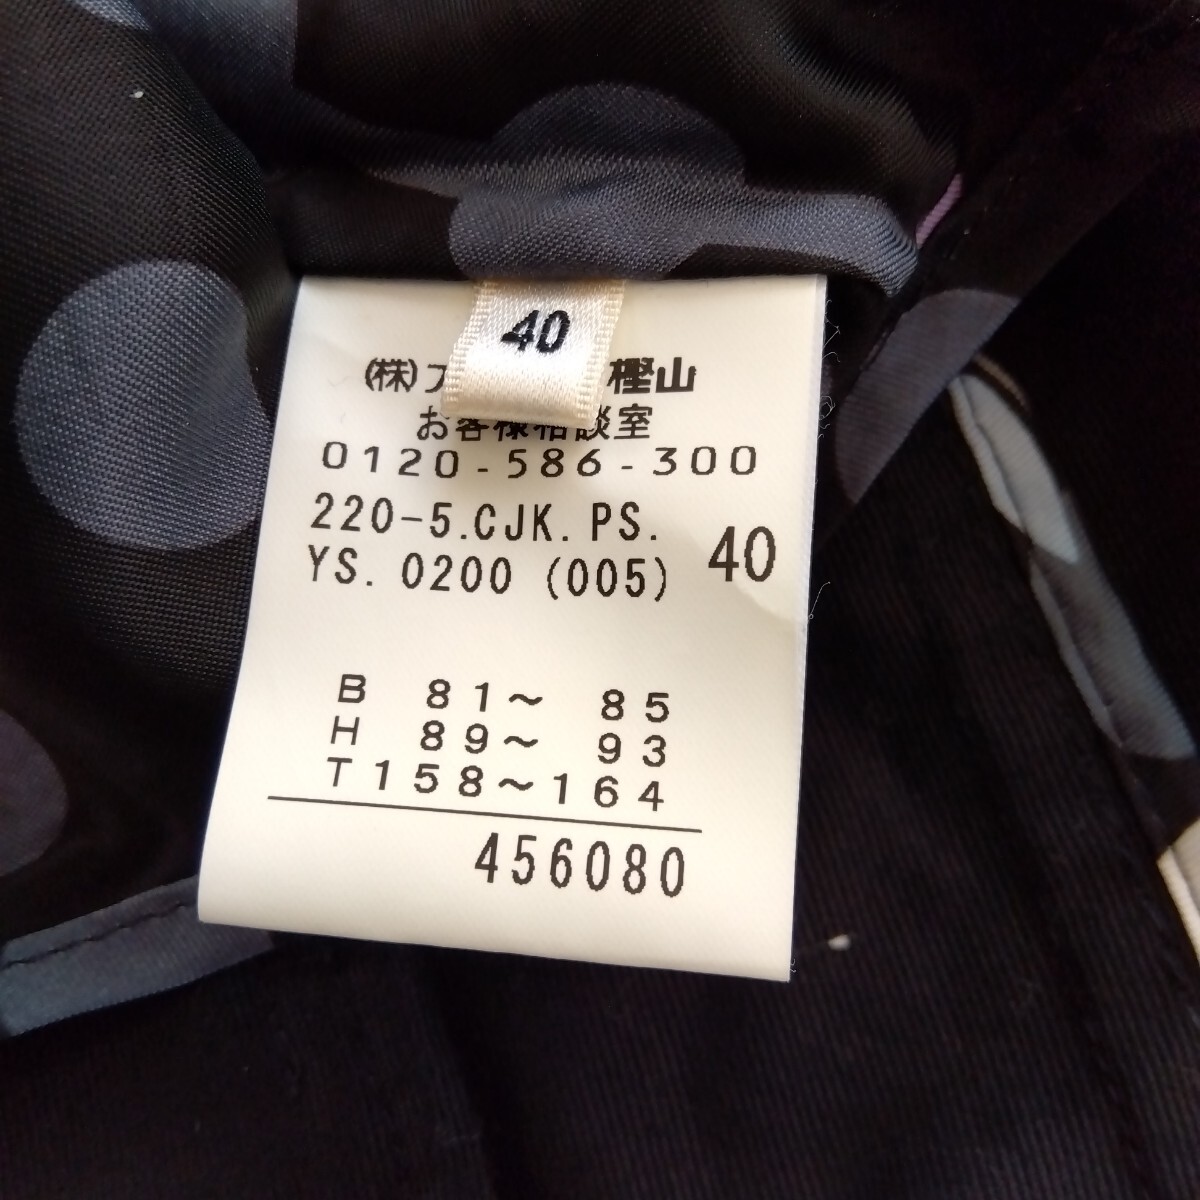 40
(株)フ 樫山
お客様相談室
0120-586-300
220-5.CJK.PS.
YS. 0200 (005) 40
B 81～ 85
H 89～ 93
T158～164
456080